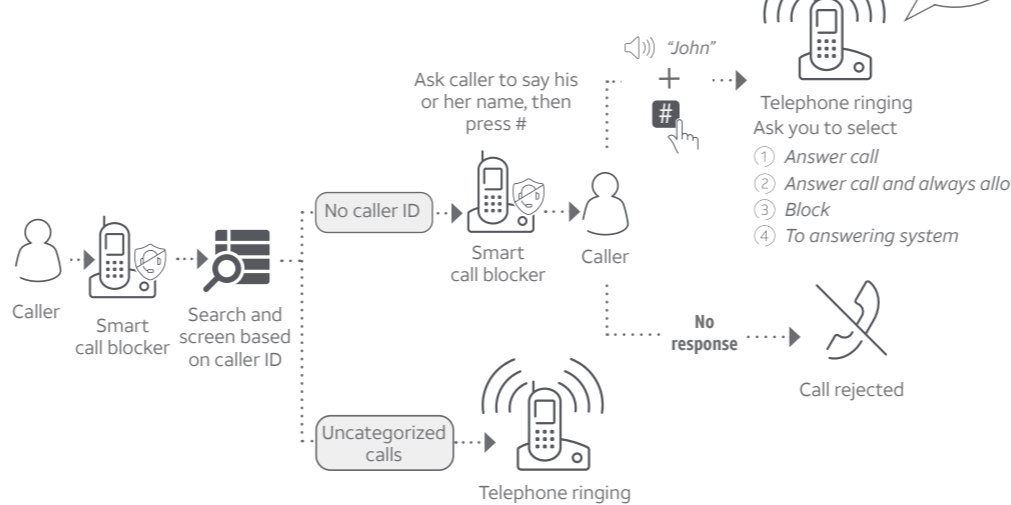 "John"
+
#
Ask caller to say his
or her name, then
press #
Telephone ringing
Ask you to select
1 Answer call
2 Answer call and always allo
3 Block
4 To answering system
No caller ID
Smart
call blocker
Caller
Caller
Smart
call blocker
Search and
screen based
on caller ID
No
response
Call rejected
Uncategorized
calls
Telephone ringing